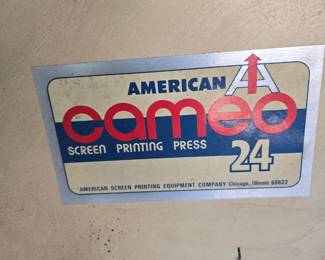 AMERICAN A
cameo
SCREEN PRINTING PRESS 24
AMERICAN SCREEN PRINTING EQUIPMENT COMPANY Chicago, Illinois 60622